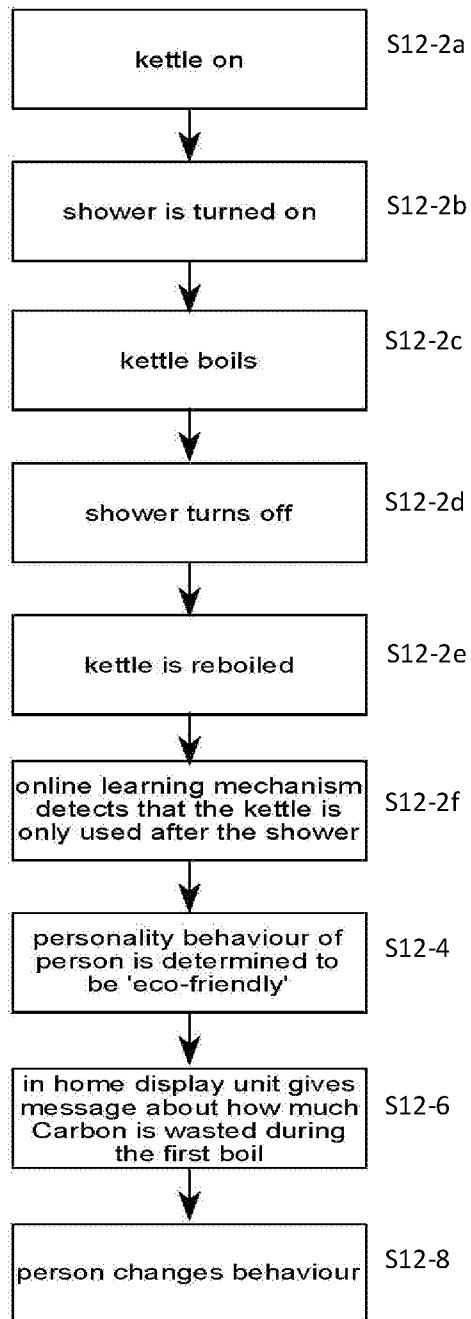 kettle on
S12-2a
shower is turned on
S12-2b
kettle boils
S12-2c
shower turns off
S12-2d
kettle is reboiled
S12-2e
online learning mechanism
detects that the kettle is
only used after the shower
S12-2f
personality behaviour of
person is determined to
be 'eco-friendly'
S12-4
in home display unit gives
message about how much
Carbon is wasted during
the first boil
S12-6
person changes behaviour
S12-8